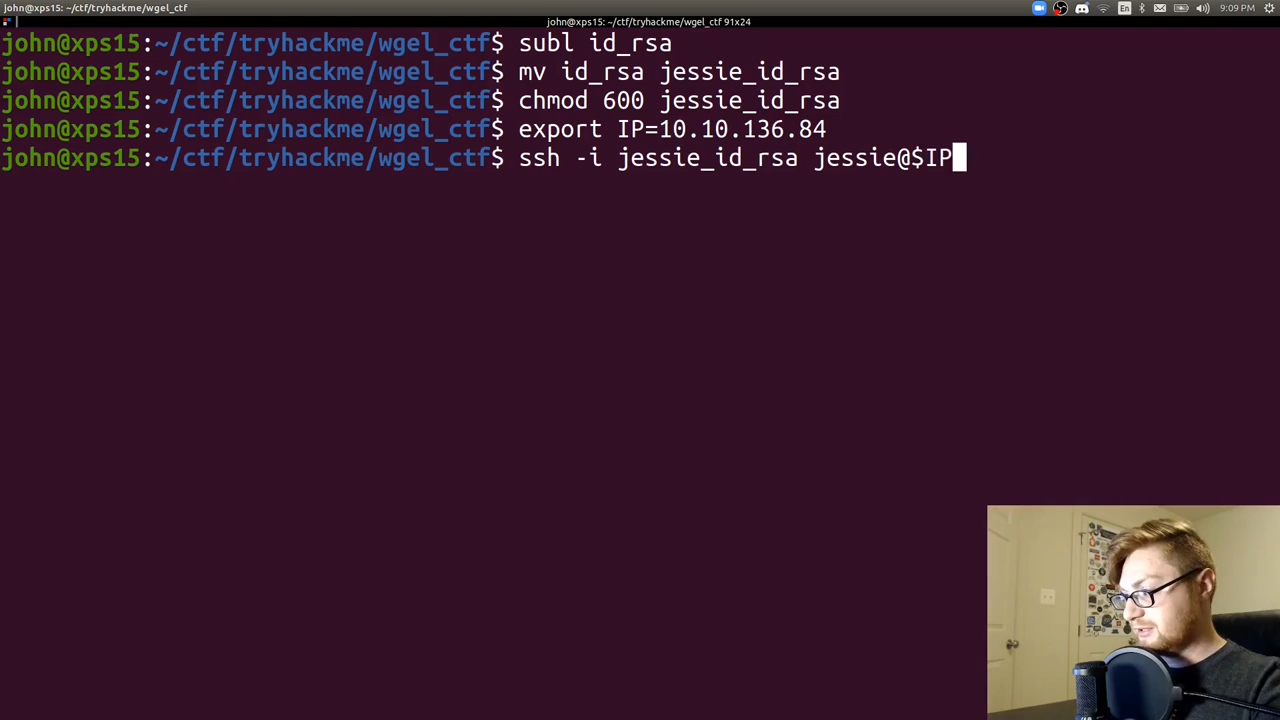 john@xps15: ~/ctf/tryhackme/wgel_ctf
En
9:09 PM
john@xps15: ~/ctf/tryhackme/wgel_ctf 91x24
john@xps15:~/ctf/tryhackme/wgel_ctf$ subl id_rsa
john@xps15:~/ctf/tryhackme/wgel_ctf$ mv id_rsa jessie_id_rsa
john@xps15:~/ctf/tryhackme/wgel_ctf$ chmod 600 jessie_id_rsa
john@xps15:~/ctf/tryhackme/wgel_ctf$ export IP=10.10.136.84
john@xps15:~/ctf/tryhackme/wgel_ctf$ ssh -i jessie_id_rsa jessie@$IP